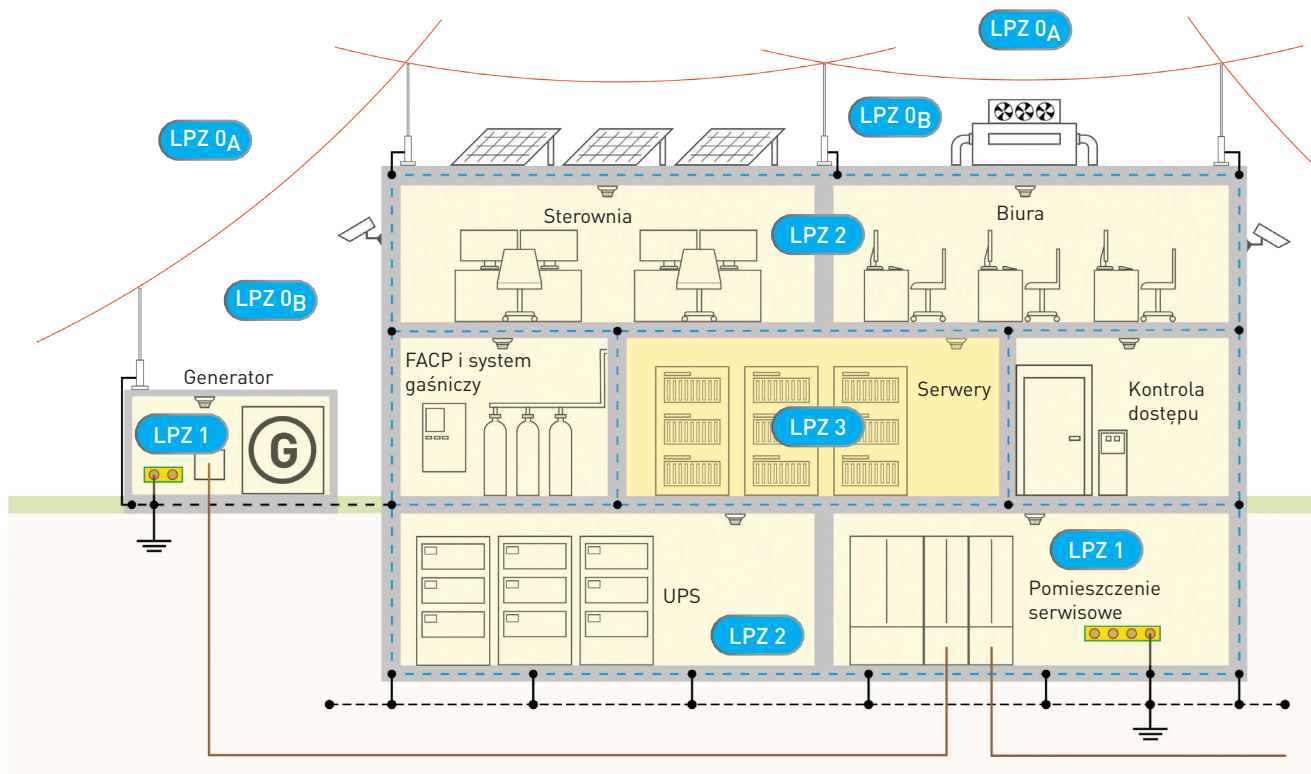 LPZ 0A
LPZ 0A
LPZ 0B
Sterownia
LPZ 2
Biura
LPZ 0B
Generator
LPZ 1
G
FACP i system
gaśniczy
Serwery
LPZ 3
Kontrola
dostępu
UPS
LPZ 2
LPZ 1
Pomieszczenie
serwisowe